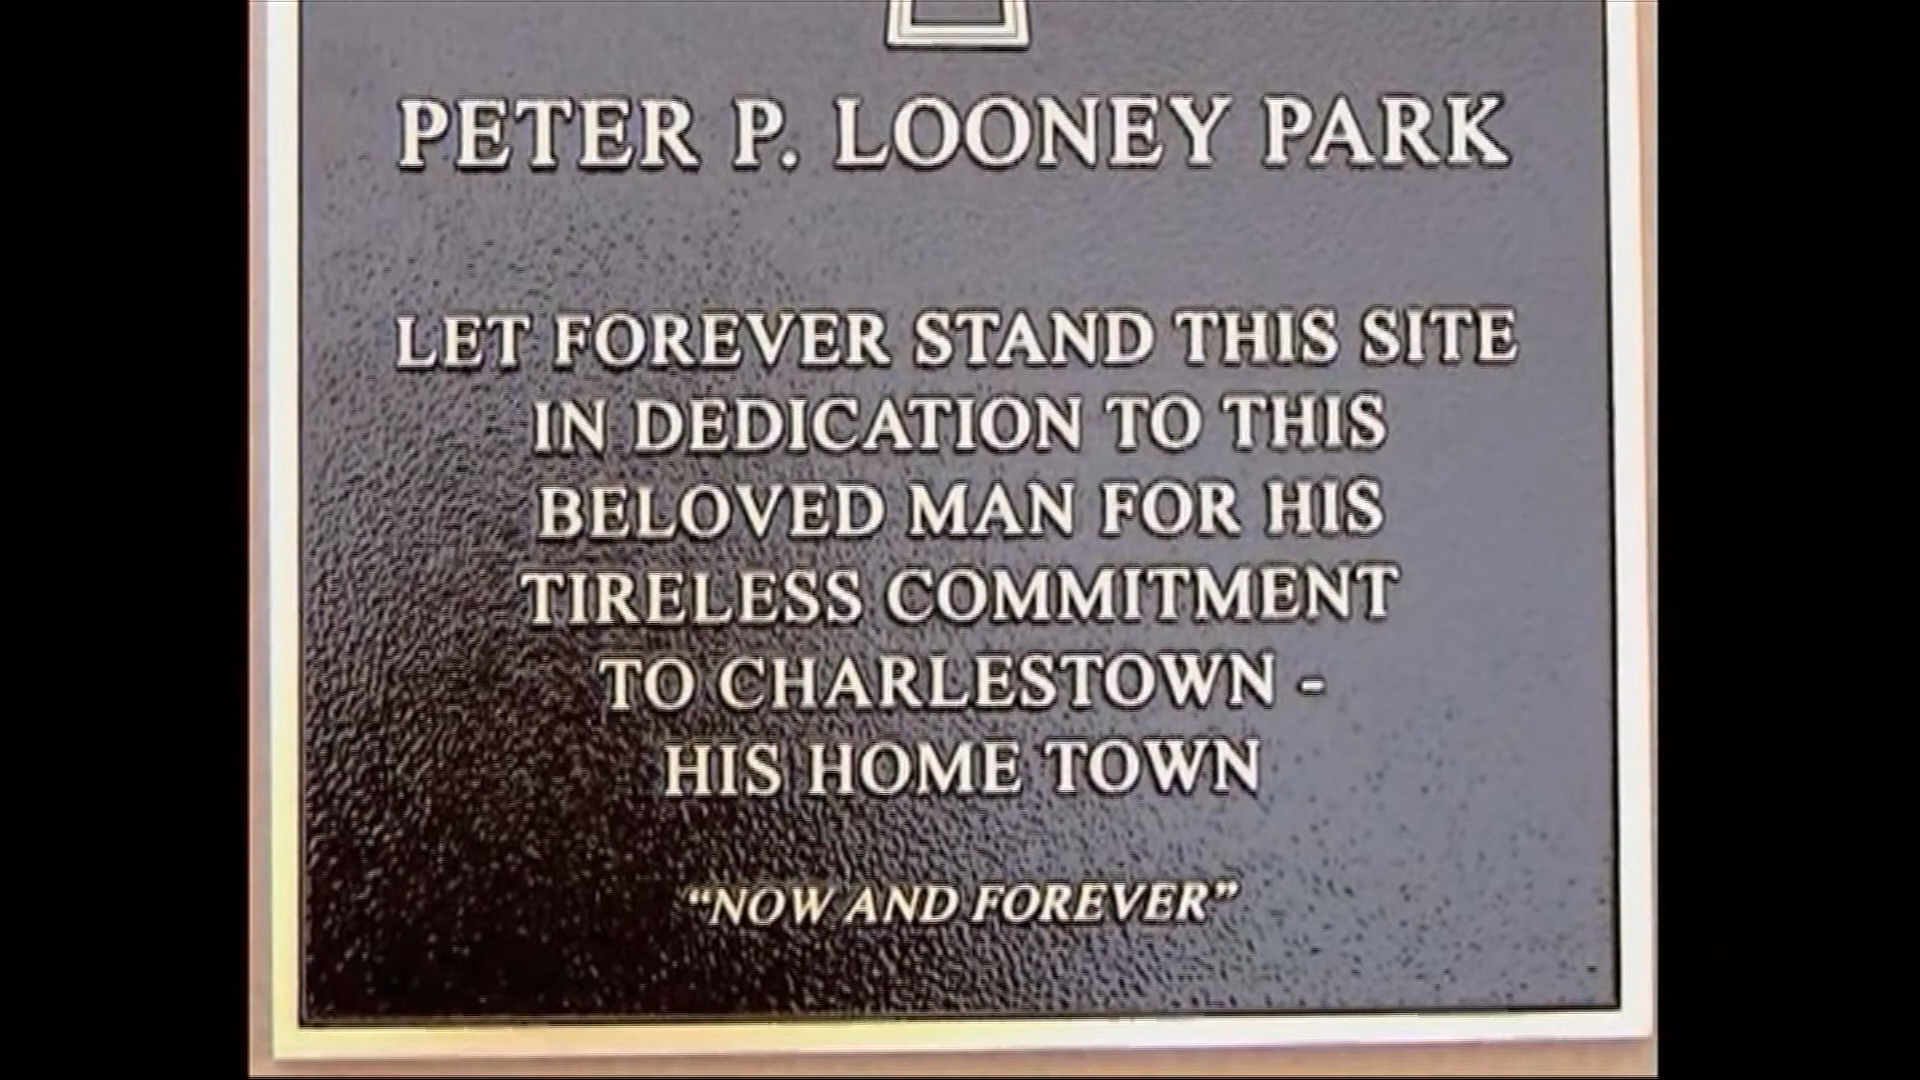 PETER P. LOONEY PARK
LET FOREVER STAND THIS SITE
IN DEDICATION TO THIS
BELOVED MAN FOR HIS
TIRELESS COMMITMENT
TO CHARLESTOWN -
HIS HOME TOWN
“NOW AND FOREVER”